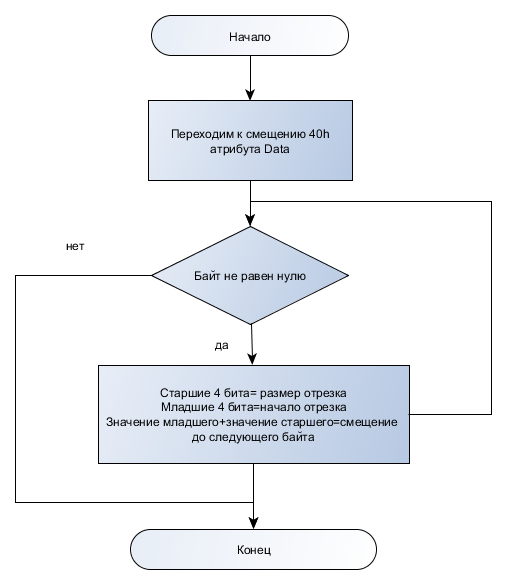 Начало
Переходим к смещению 40h
атрибута Data
нет
Байт не равен нулю
да
Старшие 4 бита= размер отрезка
Младшие 4 бита=начало отрезка
Значение младшего+значение старшего=смещение
до следующего байта
Конец